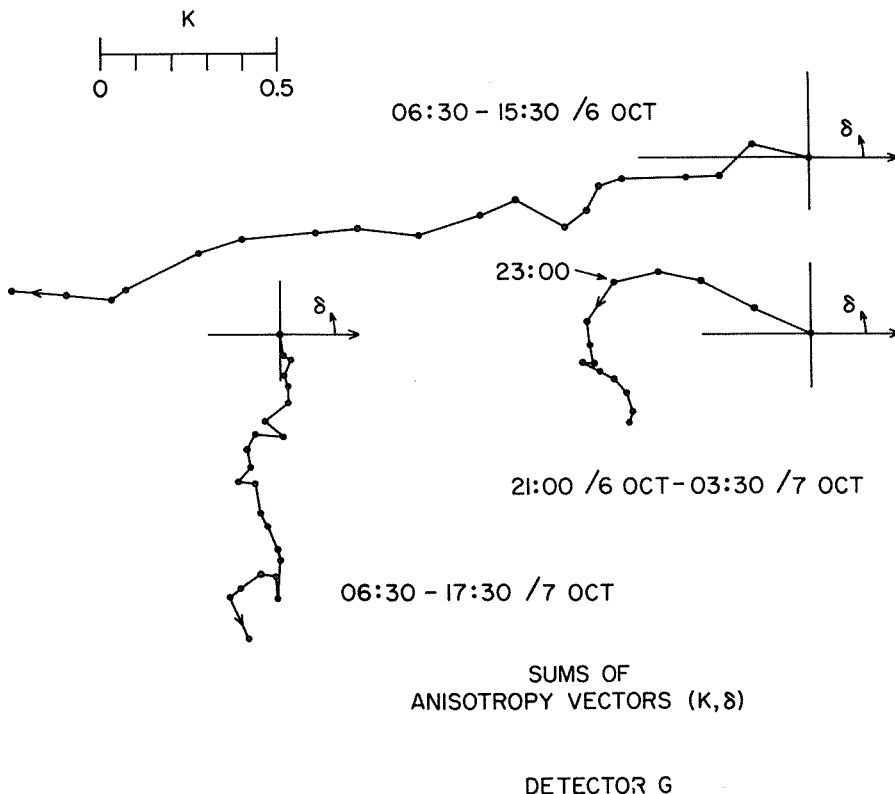 K
0 0.5
06:30 – 15:30 /6 OCT
δ
23:00
δ
δ
21:00 /6 OCT – 03:30 /7 OCT
06:30 – 17:30 /7 OCT
SUMS OF
ANISOTROPY VECTORS (K,δ)
DETECTOR G